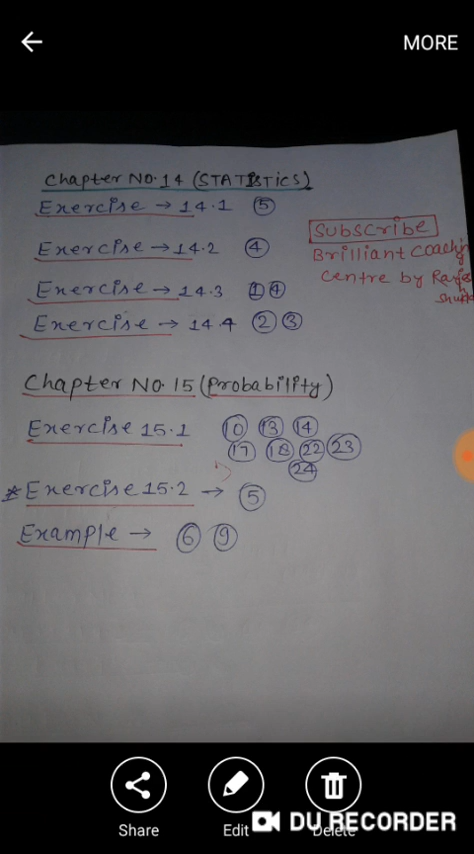 MORE
Chapter NO.14 (STATISTICS)
Exercise → 14.1 5
Exercise → 14.2 4
Exercise → 14.3 1 4
Exercise → 14.4 2 3
Subscribe
Brilliant Coaching
Centre by
Chapter NO.15 (Probability)
Exercise 15.1 10 13 14
17 18 22 23
24
*Exercise 15.2 → 5
Example → 6 9
Share
Edit
Delete
DU RECORDER